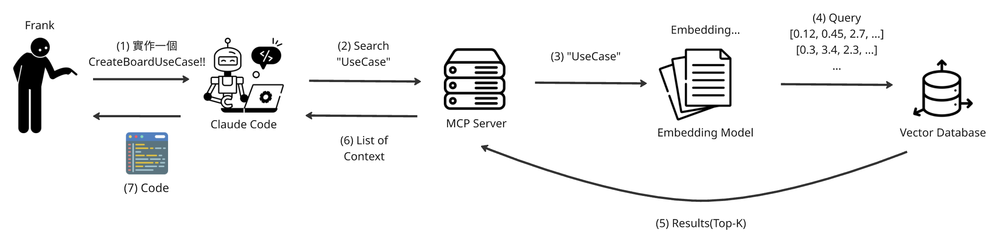 Frank
(1) 實作一個
CreateBoardUseCase!!
Claude Code
(2) Search
"UseCase"
MCP Server
(3) "UseCase"
Embedding...
Embedding Model
(4) Query
[0.12, 0.45, 2.7, ...]
[0.3, 3.4, 2.3, ...]
...
Vector Database
(5) Results(Top-K)
(6) List of
Context
(7) Code